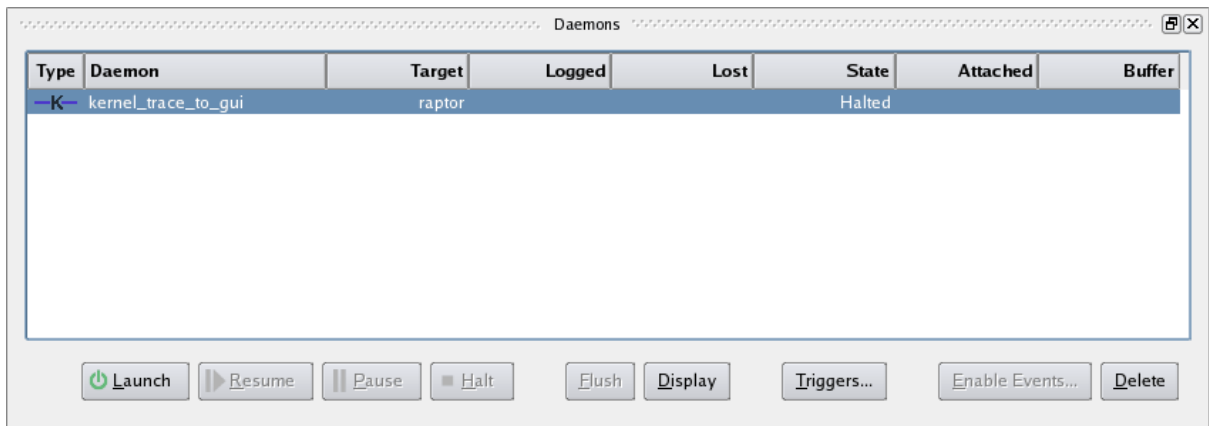 Daemons
Type Daemon Target Logged Lost State Attached Buffer
K kernel_trace_to_gui raptor Halted
Launch Resume Pause Halt Flush Display Triggers... Enable Events... Delete